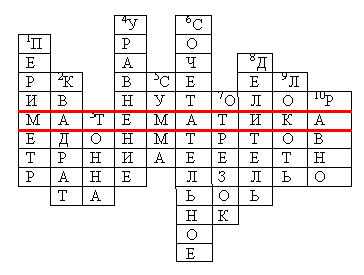 ⁴У ⁶С
¹П Р О
Е А Ч ⁸Д
Р ²К В ⁵С Е Е ⁹Л
И В Н У Т ⁷О Л О ¹⁰Р
М А ³Т Е М А Т И К А
Е Д О Н М Т Р Т О В
Т Р Н И А Е Е Е Т Н
Р А Н Е Л З Л Ь О
Т А Ь О Ь
Н К
О
Е